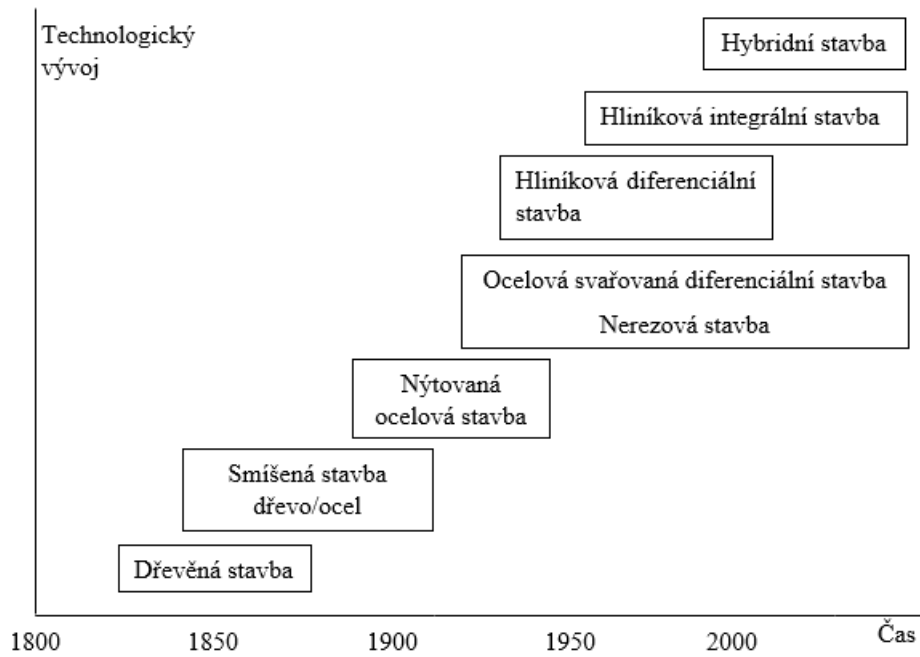 Technologický
vývoj
Hybridní stavba
Hliníková integrální stavba
Hliníková diferenciální
stavba
Ocelová svařovaná diferenciální stavba
Nerezová stavba
Nýtovaná
ocelová stavba
Smíšená stavba
dřevo/ocel
Dřevěná stavba
1800 1850 1900 1950 2000 Čas